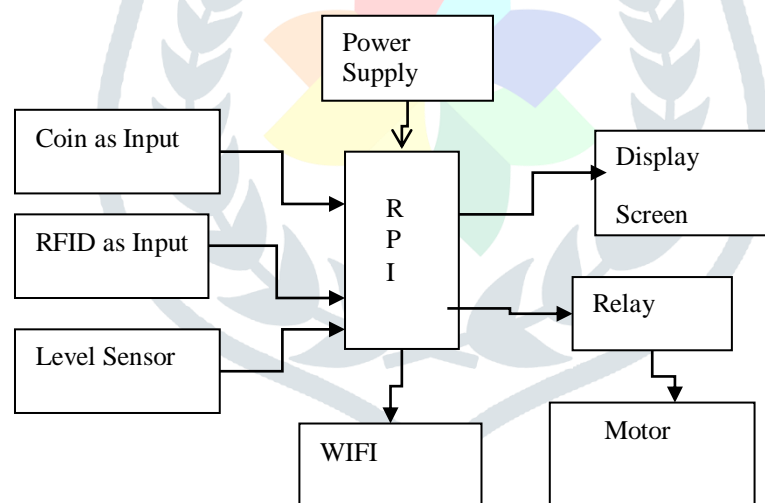 Power
Supply
Coin as Input
Display
Screen
R
P
I
RFID as Input
Relay
Level Sensor
WIFI
Motor